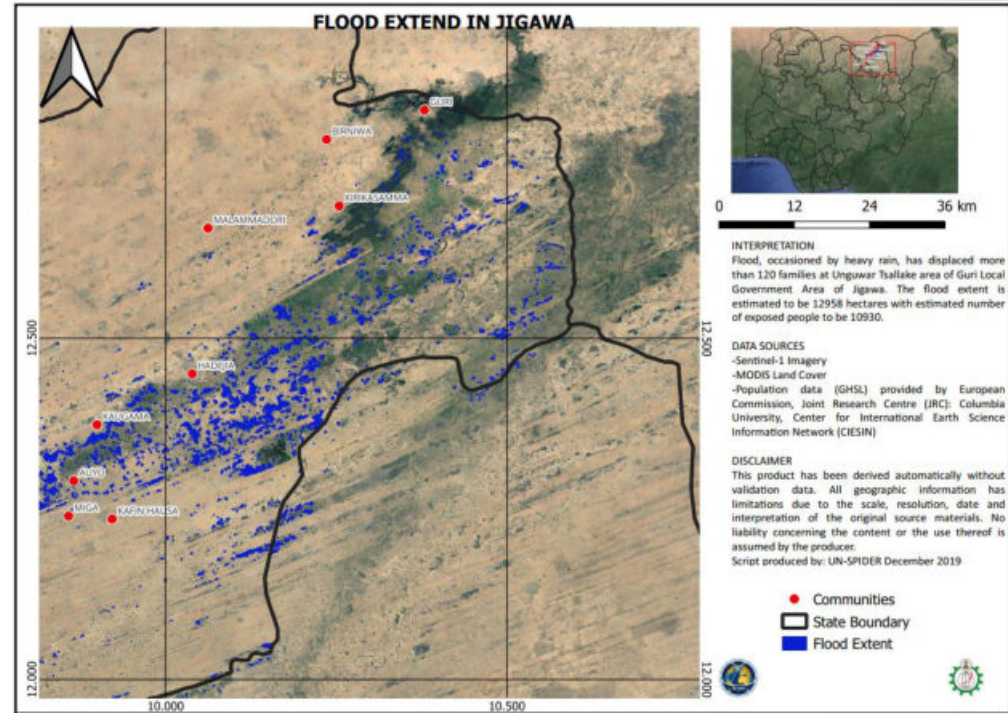 FLOOD EXTEND IN JIGAWA
GURI
BIRNIWA
KIRIKASAMMA
MALAMMADORI
HADEJIA
KAUGAMA
AUYO
MIGA
KAFIN HAUSA
12.500
12.000
10.000
10.500
12.500
12.000
0 12 24 36 km
INTERPRETATION
Flood, occasioned by heavy rain, has displaced more
than 120 families at Unguwar Tsallake area of Guri Local
Government Area of Jigawa. The flood extent is
estimated to be 12958 hectares with estimated number
of exposed people to be 10930.
DATA SOURCES
-Sentinel-1 Imagery
-MODIS Land Cover
-Population data (GHSL) provided by European
Commission, Joint Research Centre (JRC); Columbia
University, Center for International Earth Science
Information Network (CIESIN)
DISCLAIMER
This product has been derived automatically without
validation data. All geographic information has
limitations due to the scale, resolution, date and
interpretation of the original source materials. No
liability concerning the content or the use thereof is
assumed by the producer.
Script produced by: UN-SPIDER December 2019
Communities
State Boundary
Flood Extent